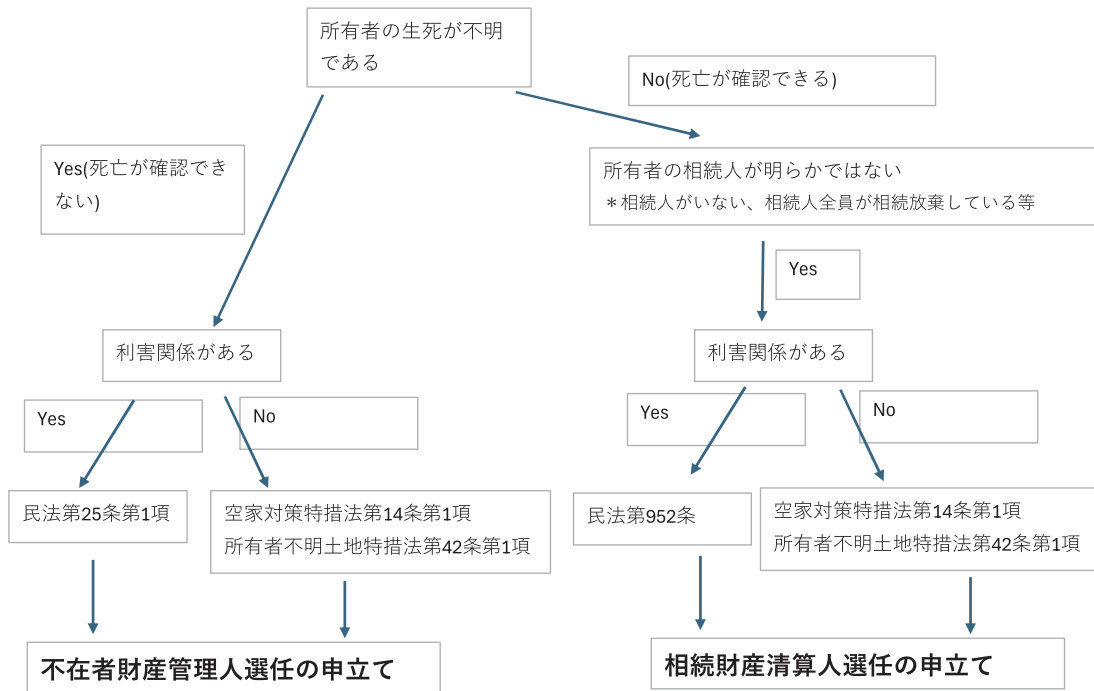 所有者の生死が不明
である
No(死亡が確認できる)
Yes(死亡が確認でき
ない)
所有者の相続人が明らかではない
＊相続人がいない、相続人全員が相続放棄している等
Yes
利害関係がある
利害関係がある
Yes
No
Yes
No
民法第25条第1項
空家対策特措法第14条第1項
所有者不明土地特措法第42条第1項
民法第952条
空家対策特措法第14条第1項
所有者不明土地特措法第42条第1項
不在者財産管理人選任の申立て
相続財産清算人選任の申立て